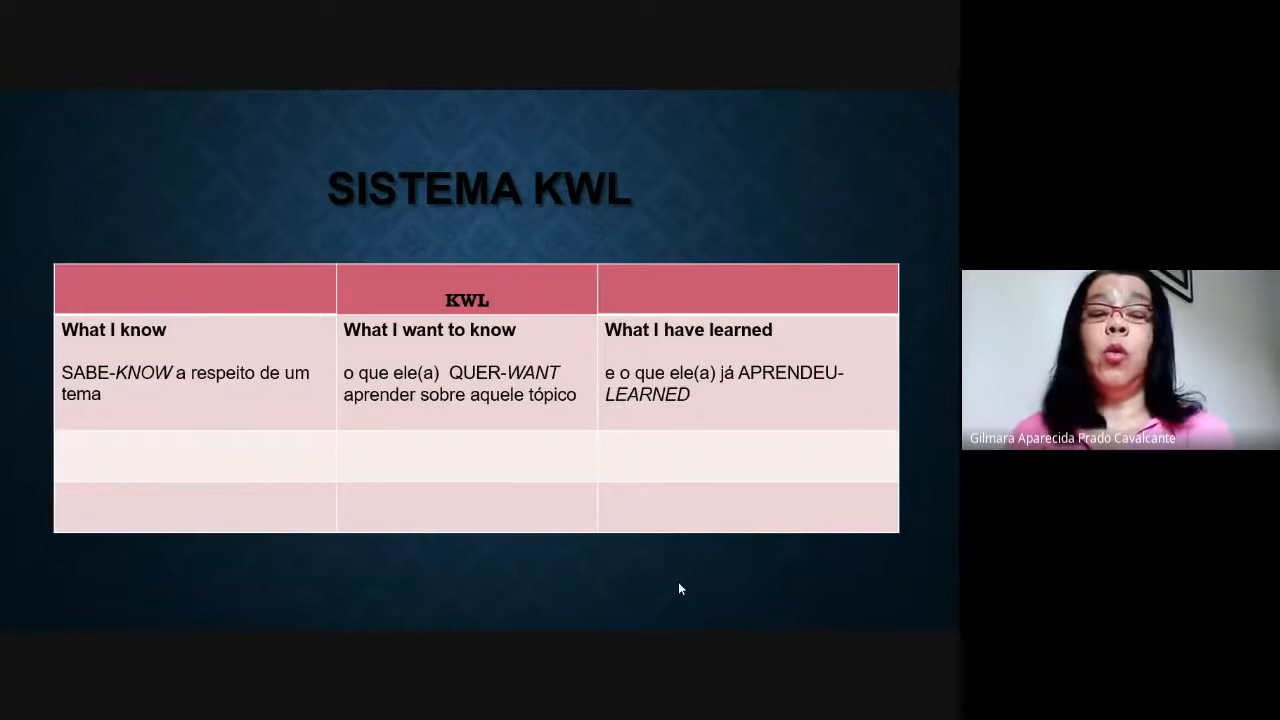 SISTEMA KWL
KWL
What I know
SABE-KNOW a respeito de um
tema
What I want to know
o que ele(a) QUER-WANT
aprender sobre aquele tópico
What I have learned
e o que ele(a) já APRENDEU-
LEARNED
Gilmara Aparecida Prado Cavalcante